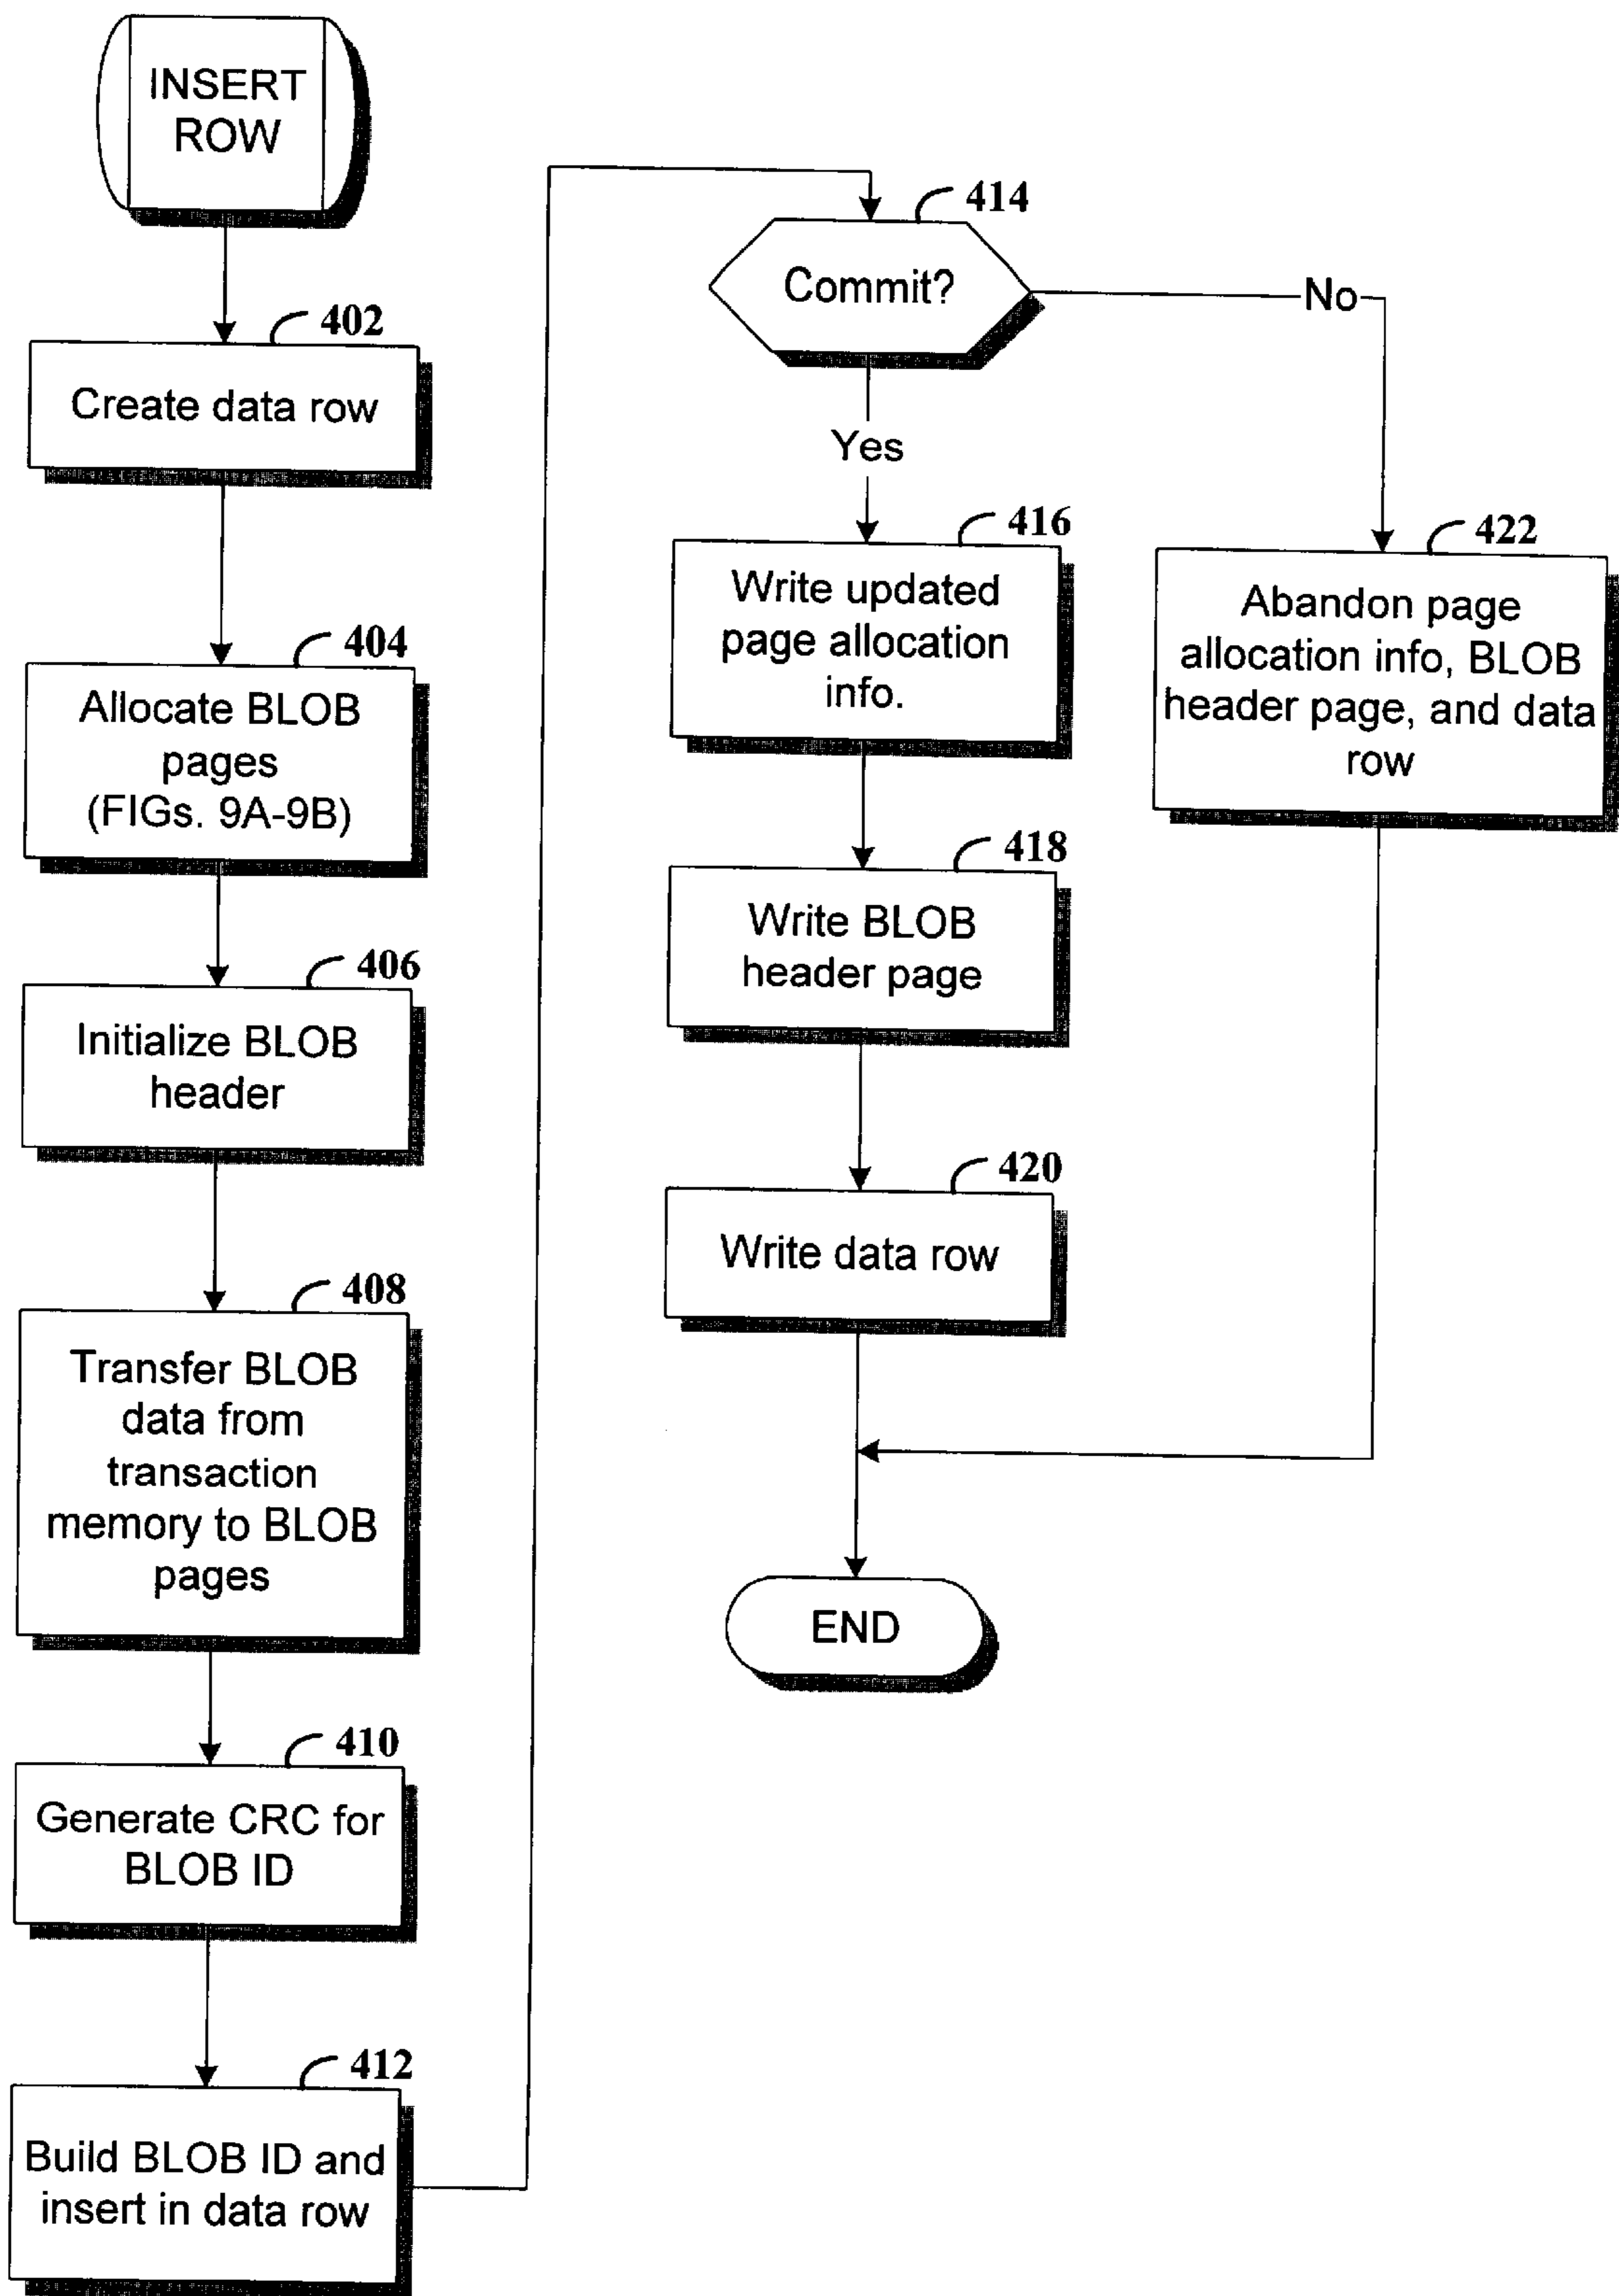 INSERT
ROW
402
Create data row
404
Allocate BLOB
pages
(FIGs. 9A-9B)
406
Initialize BLOB
header
408
Transfer BLOB
data from
transaction
memory to BLOB
pages
410
Generate CRC for
BLOB ID
412
Build BLOB ID and
insert in data row
414
Commit?
No
Yes
416
Write updated
page allocation
info.
418
Write BLOB
header page
420
Write data row
422
Abandon page
allocation info, BLOB
header page, and data
row
END